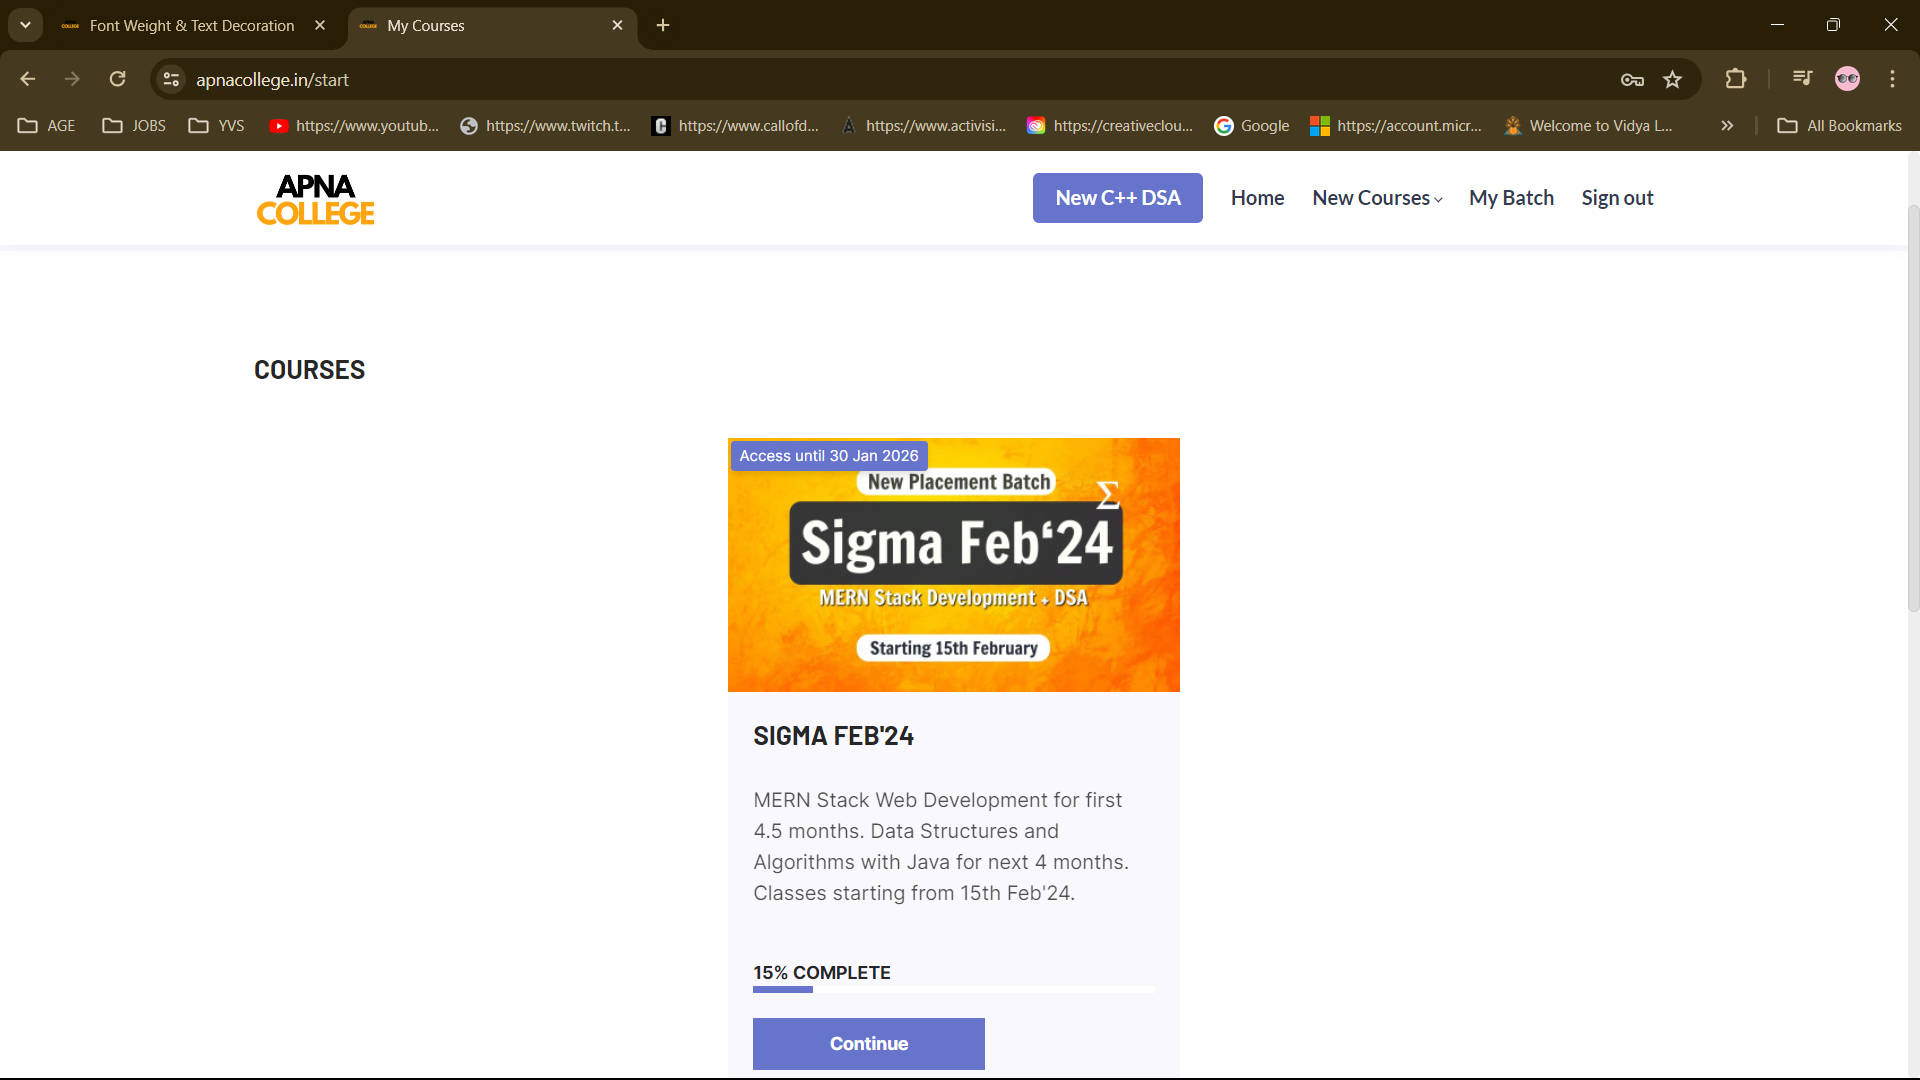 Font Weight & Text Decoration
My Courses
apnacollege.in/start
AGE
JOBS
YVS
https://www.youtub...
https://www.twitch.t...
https://www.callofd...
https://www.activisi...
https://creativeclou...
Google
https://account.micr...
Welcome to Vidya L...
All Bookmarks
APNA
COLLEGE
New C++ DSA
Home
New Courses
My Batch
Sign out
COURSES
Access until 30 Jan 2026
New Placement Batch
Σ
Sigma Feb‘24
MERN Stack Development + DSA
Starting 15th February
SIGMA FEB'24
MERN Stack Web Development for first
4.5 months. Data Structures and
Algorithms with Java for next 4 months.
Classes starting from 15th Feb'24.
15% COMPLETE
Continue